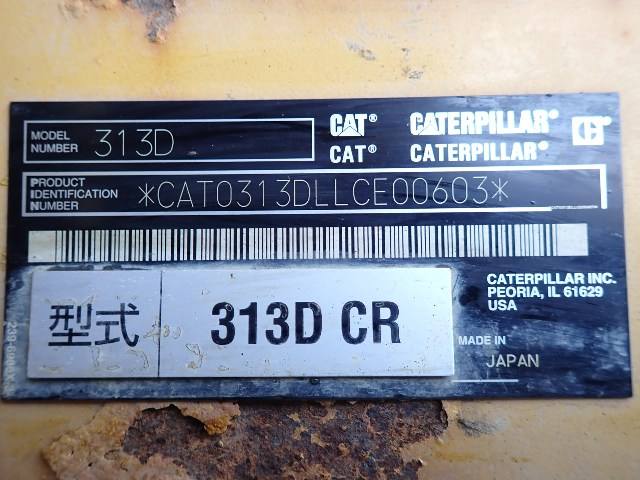 MODEL NUMBER 313D
CAT® CATERPILLAR®
CAT® CATERPILLAR®
PRODUCT IDENTIFICATION NUMBER *CAT0313DLLCE00603*
CATERPILLAR INC.
PEORIA, IL 61629
USA
型式 313D CR
MADE IN
JAPAN